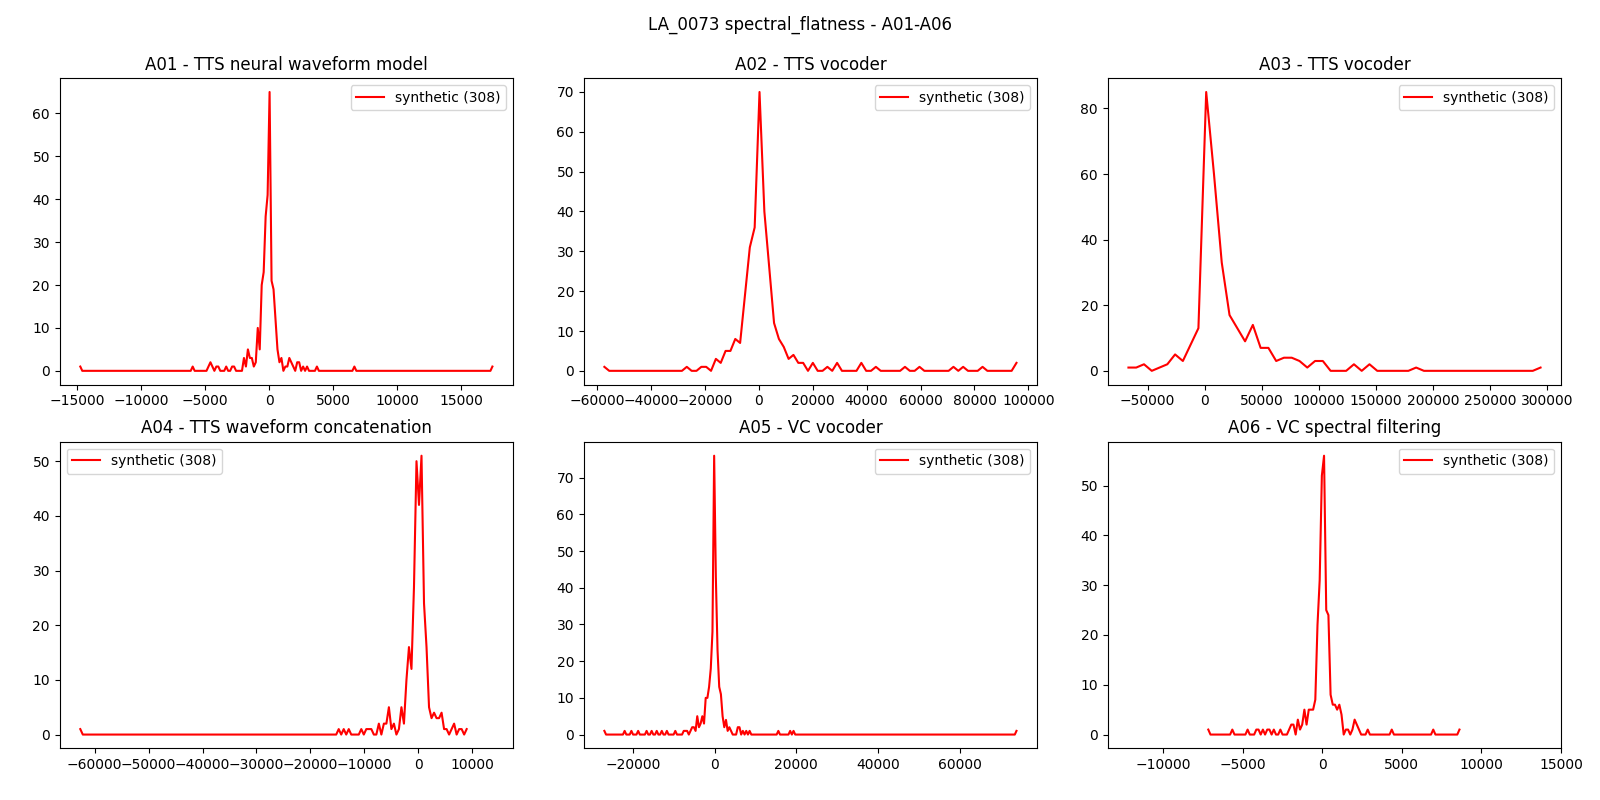 LA_0073 spectral_flatness - A01-A06
A01 - TTS neural waveform model
synthetic (308)
60
50
40
30
20
10
0
−15000 −10000 −5000 0 5000 10000 15000
A02 - TTS vocoder
synthetic (308)
70
60
50
40
30
20
10
0
−60000 −40000 −20000 0 20000 40000 60000 80000 100000
A03 - TTS vocoder
synthetic (308)
80
60
40
20
0
−50000 0 50000 100000 150000 200000 250000 300000
A04 - TTS waveform concatenation
synthetic (308)
50
40
30
20
10
0
−60000 −50000 −40000 −30000 −20000 −10000 0 10000
A05 - VC vocoder
synthetic (308)
70
60
50
40
30
20
10
0
−20000 0 20000 40000 60000
A06 - VC spectral filtering
synthetic (308)
50
40
30
20
10
0
−10000 −5000 0 5000 10000 15000